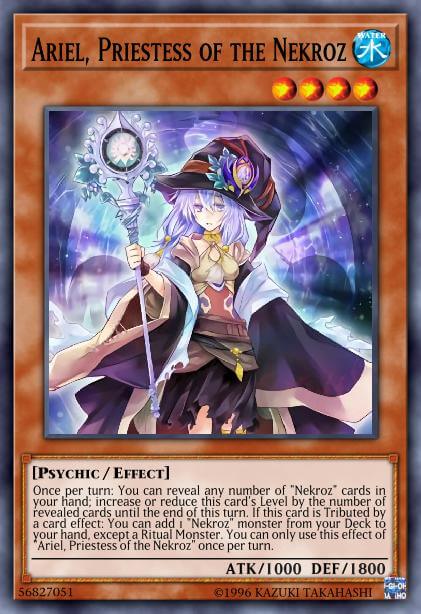 ARIEL, PRIESTESS OF THE NEKROZ
WATER
水
[PSYCHIC / EFFECT]
Once per turn: You can reveal any number of "Nekroz" cards in
your hand; increase or reduce this card's Level by the number of
revealed cards until the end of this turn. If this card is Tributed by
a card effect: You can add 1 "Nekroz" monster from your Deck to
your hand, except a Ritual Monster. You can only use this effect of
"Ariel, Priestess of the Nekroz" once per turn.
ATK/1000 DEF/1800
56827051
©1996 KAZUKI TAKAHASHI